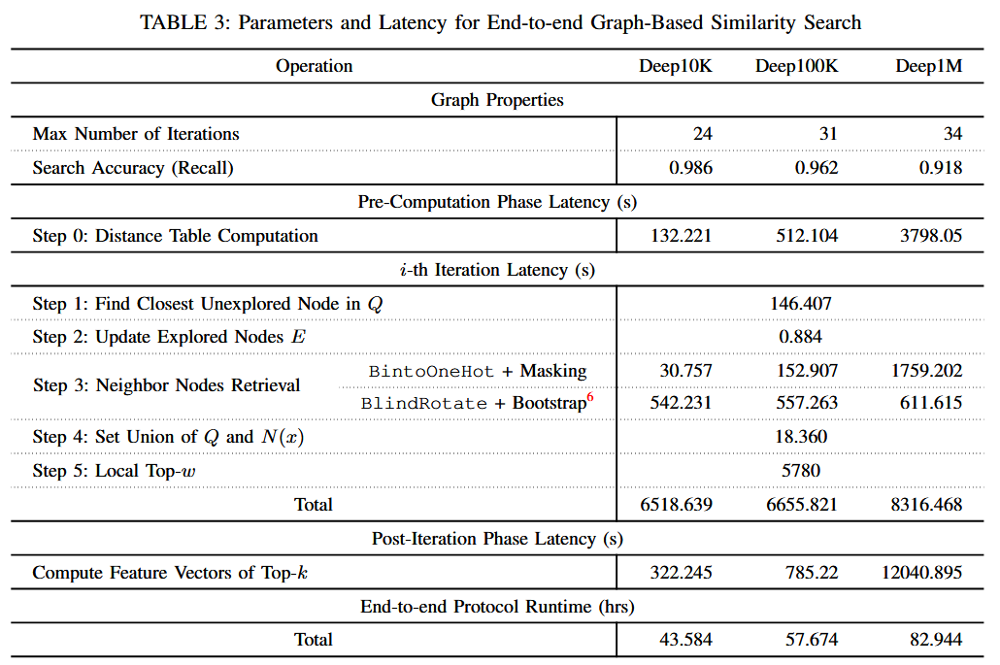 TABLE 3: Parameters and Latency for End-to-end Graph-Based Similarity Search
Operation Deep10K Deep100K Deep1M
Graph Properties
Max Number of Iterations 24 31 34
Search Accuracy (Recall) 0.986 0.962 0.918
Pre-Computation Phase Latency (s)
Step 0: Distance Table Computation 132.221 512.104 3798.05
i-th Iteration Latency (s)
Step 1: Find Closest Unexplored Node in Q 146.407
Step 2: Update Explored Nodes E 0.884
Step 3: Neighbor Nodes Retrieval
BintoOneHot + Masking 30.757 152.907 1759.202
BlindRotate + Bootstrap6 542.231 557.263 611.615
Step 4: Set Union of Q and N(x) 18.360
Step 5: Local Top-w 5780
Total 6518.639 6655.821 8316.468
Post-Iteration Phase Latency (s)
Compute Feature Vectors of Top-k 322.245 785.22 12040.895
End-to-end Protocol Runtime (hrs)
Total 43.584 57.674 82.944